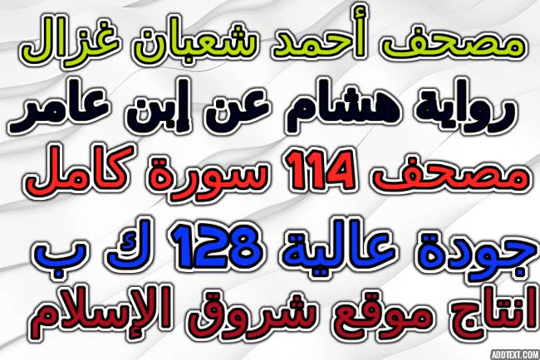 مصحف أحمد شعبان غزال
رواية هشام عن إبن عامر
مصحف 114 سورة كامل
جودة عالية 128 ك ب
انتاج موقع شروق الإسلام
ADDTEXT.COM